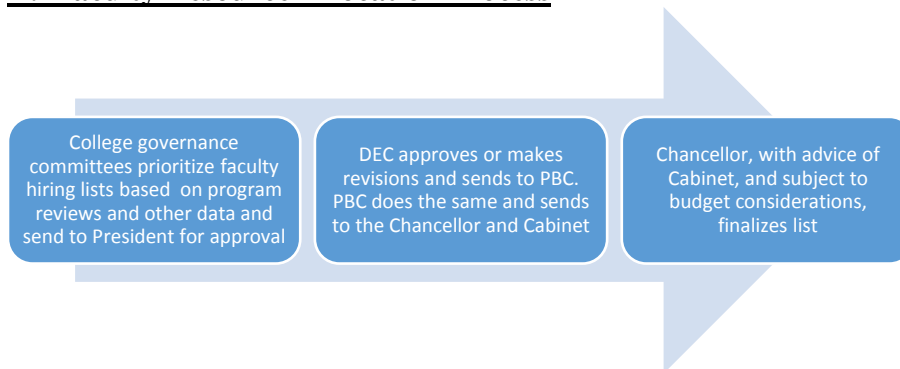 College governance
committees prioritize faculty
hiring lists based on program
reviews and other data and
send to President for approval
DEC approves or makes
revisions and sends to PBC.
PBC does the same and sends
to the Chancellor and Cabinet
Chancellor, with advice of
Cabinet, and subject to
budget considerations,
finalizes list